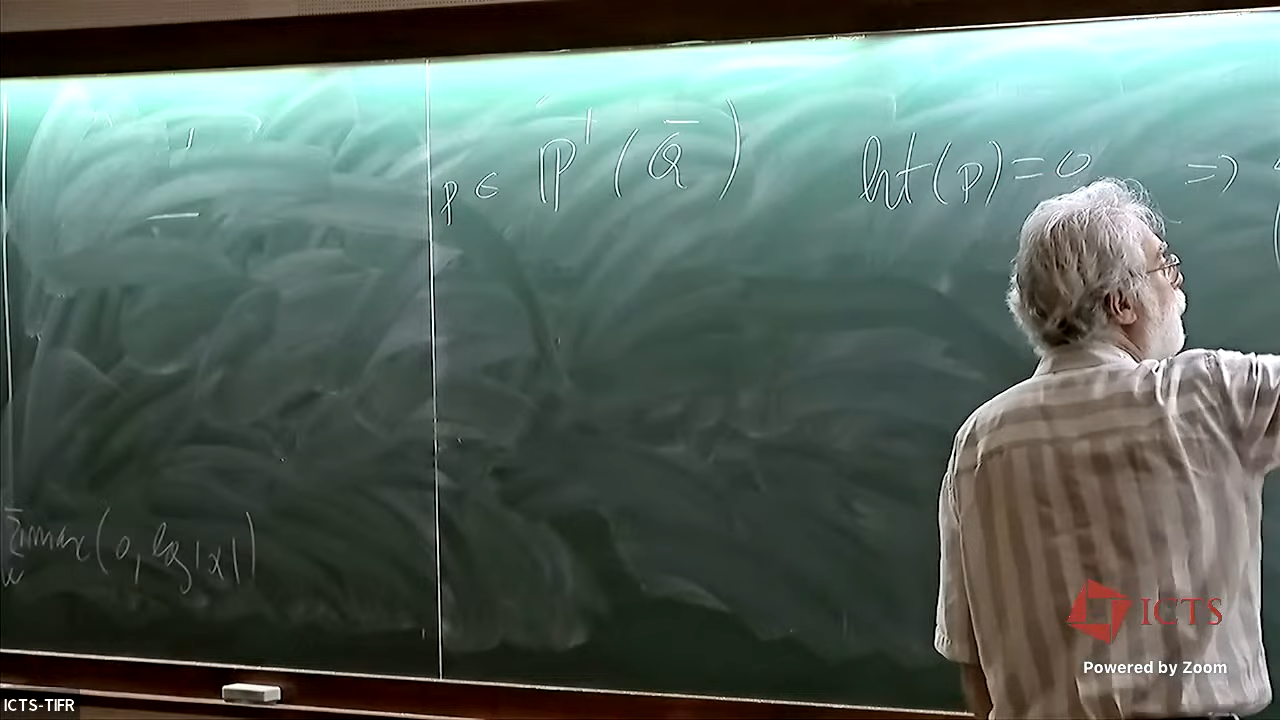 p ∈ ℙ¹(Q̄)   ht(p) = 0 ⇒
Σ max(0, log|x|)
v
ICTS
Powered by Zoom
ICTS-TIFR